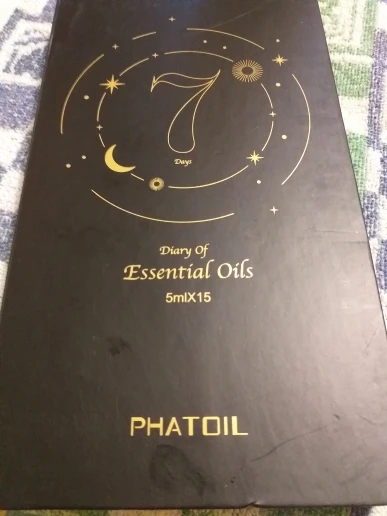 7
Days
Diary Of
Essential Oils
5mlX15
PHATOIL